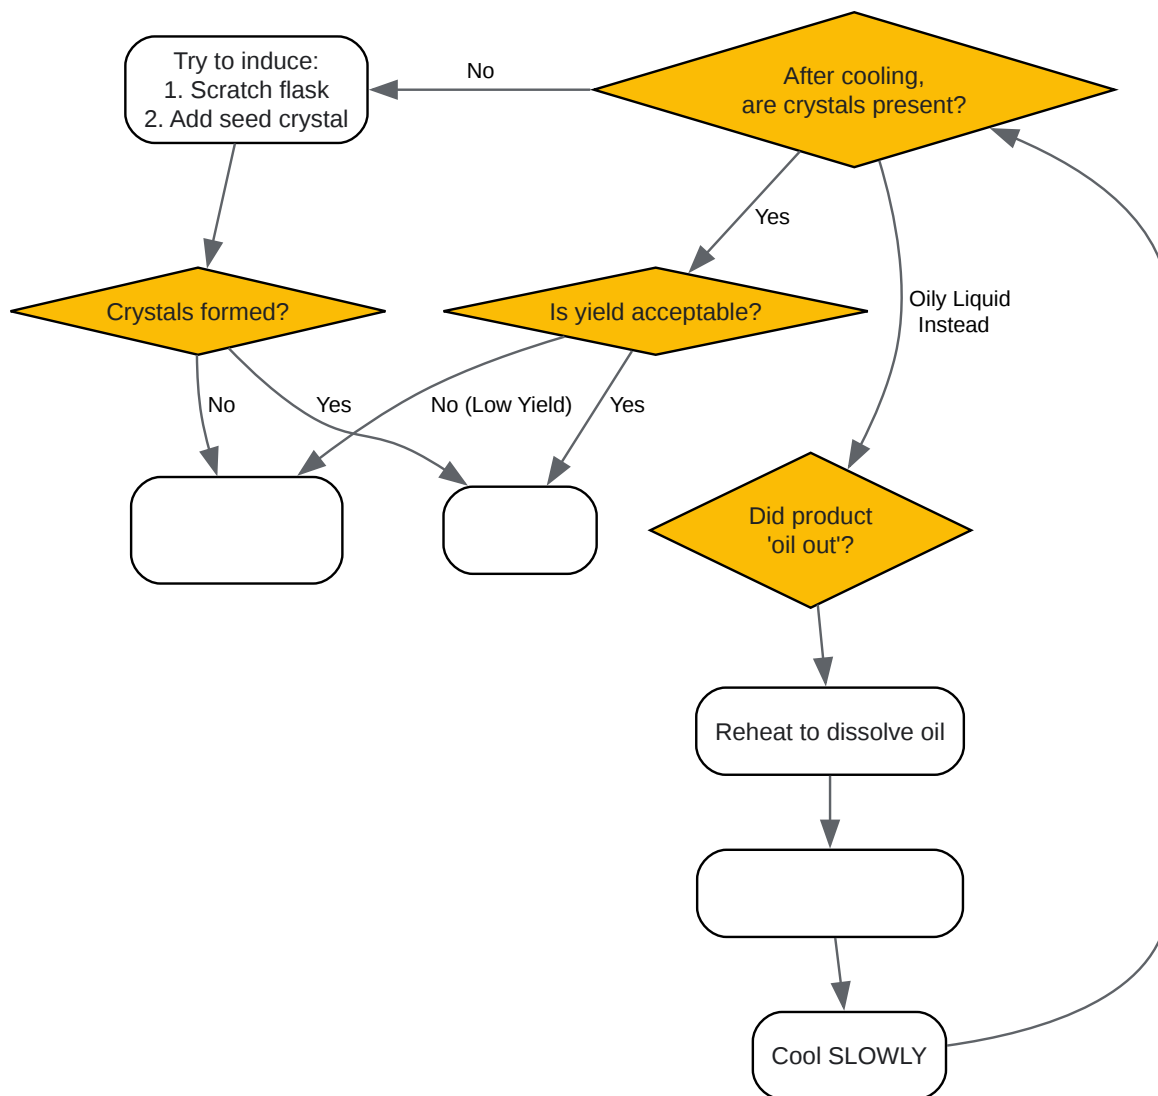 Try to induce:
1. Scratch flask
2. Add seed crystal
No
After cooling,
are crystals present?
Yes
Crystals formed?
Is yield acceptable?
Oily Liquid
Instead
No
Yes
No (Low Yield)
Yes
Did product
'oil out'?
Reheat to dissolve oil
Cool SLOWLY